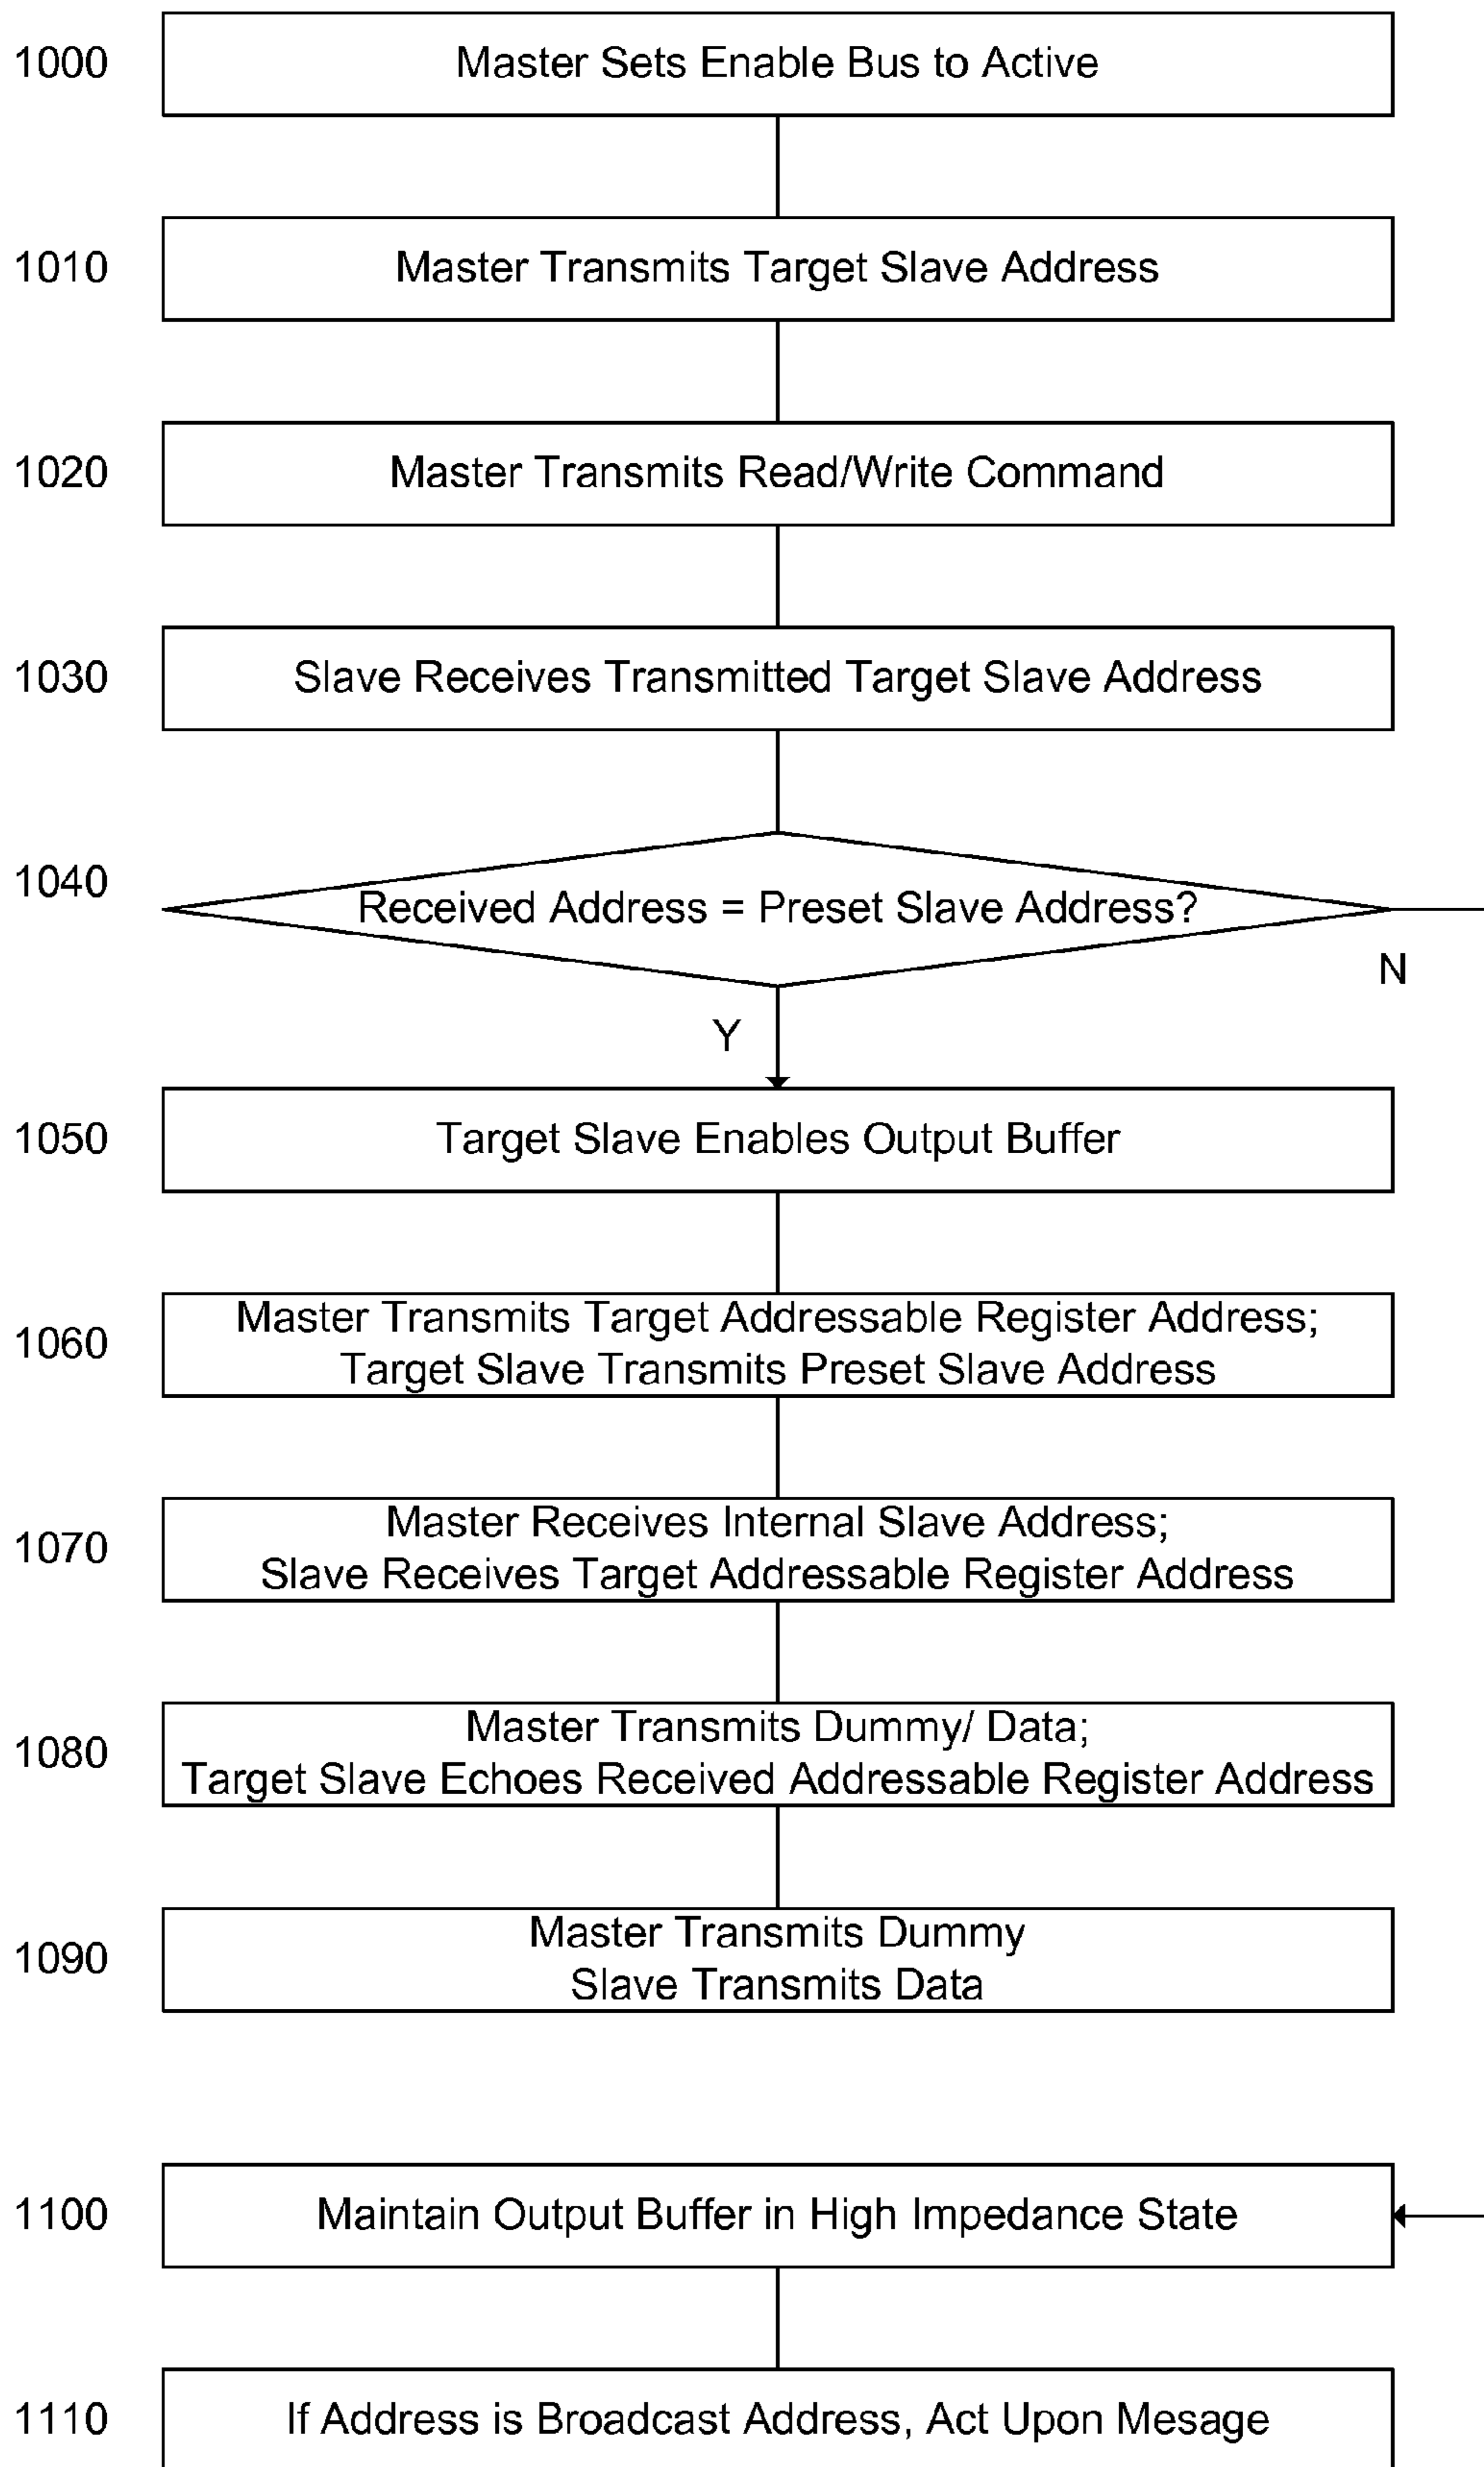 1000
Master Sets Enable Bus to Active
1010
Master Transmits Target Slave Address
1020
Master Transmits Read/Write Command
1030
Slave Receives Transmitted Target Slave Address
1040
Received Address = Preset Slave Address?
N
Y
1050
Target Slave Enables Output Buffer
1060
Master Transmits Target Addressable Register Address;
Target Slave Transmits Preset Slave Address
1070
Master Receives Internal Slave Address;
Slave Receives Target Addressable Register Address
1080
Master Transmits Dummy/ Data;
Target Slave Echoes Received Addressable Register Address
1090
Master Transmits Dummy
Slave Transmits Data
1100
Maintain Output Buffer in High Impedance State
1110
If Address is Broadcast Address, Act Upon Mesage